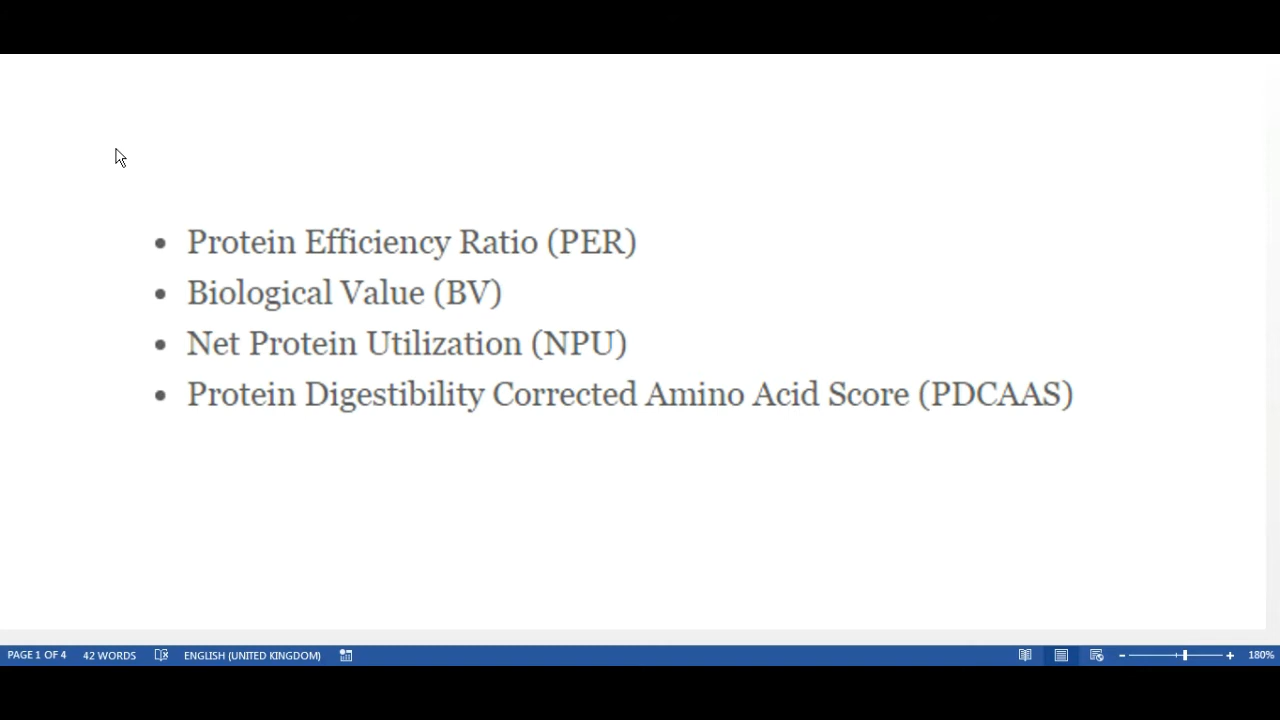 • Protein Efficiency Ratio (PER)
• Biological Value (BV)
• Net Protein Utilization (NPU)
• Protein Digestibility Corrected Amino Acid Score (PDCAAS)
PAGE 1 OF 4 42 WORDS ENGLISH (UNITED KINGDOM) 180%